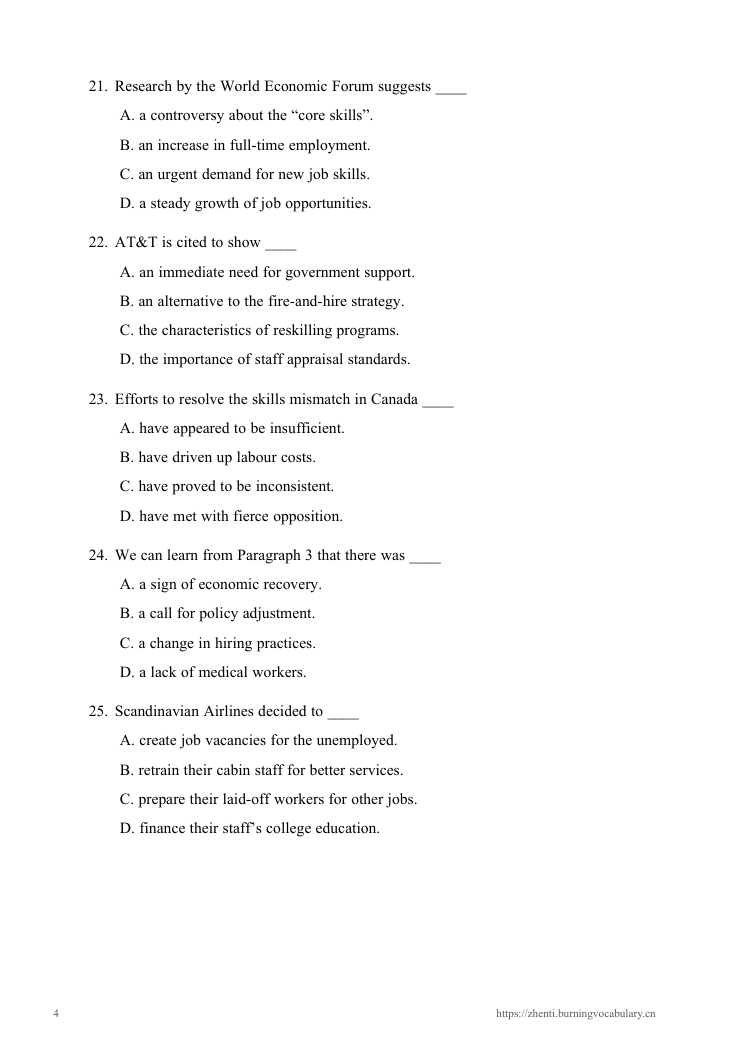 21. Research by the World Economic Forum suggests ____
A. a controversy about the “core skills”.
B. an increase in full-time employment.
C. an urgent demand for new job skills.
D. a steady growth of job opportunities.
22. AT&T is cited to show ____
A. an immediate need for government support.
B. an alternative to the fire-and-hire strategy.
C. the characteristics of reskilling programs.
D. the importance of staff appraisal standards.
23. Efforts to resolve the skills mismatch in Canada ____
A. have appeared to be insufficient.
B. have driven up labour costs.
C. have proved to be inconsistent.
D. have met with fierce opposition.
24. We can learn from Paragraph 3 that there was ____
A. a sign of economic recovery.
B. a call for policy adjustment.
C. a change in hiring practices.
D. a lack of medical workers.
25. Scandinavian Airlines decided to ____
A. create job vacancies for the unemployed.
B. retrain their cabin staff for better services.
C. prepare their laid-off workers for other jobs.
D. finance their staff’s college education.
4 https://zhenti.burningvocabulary.cn